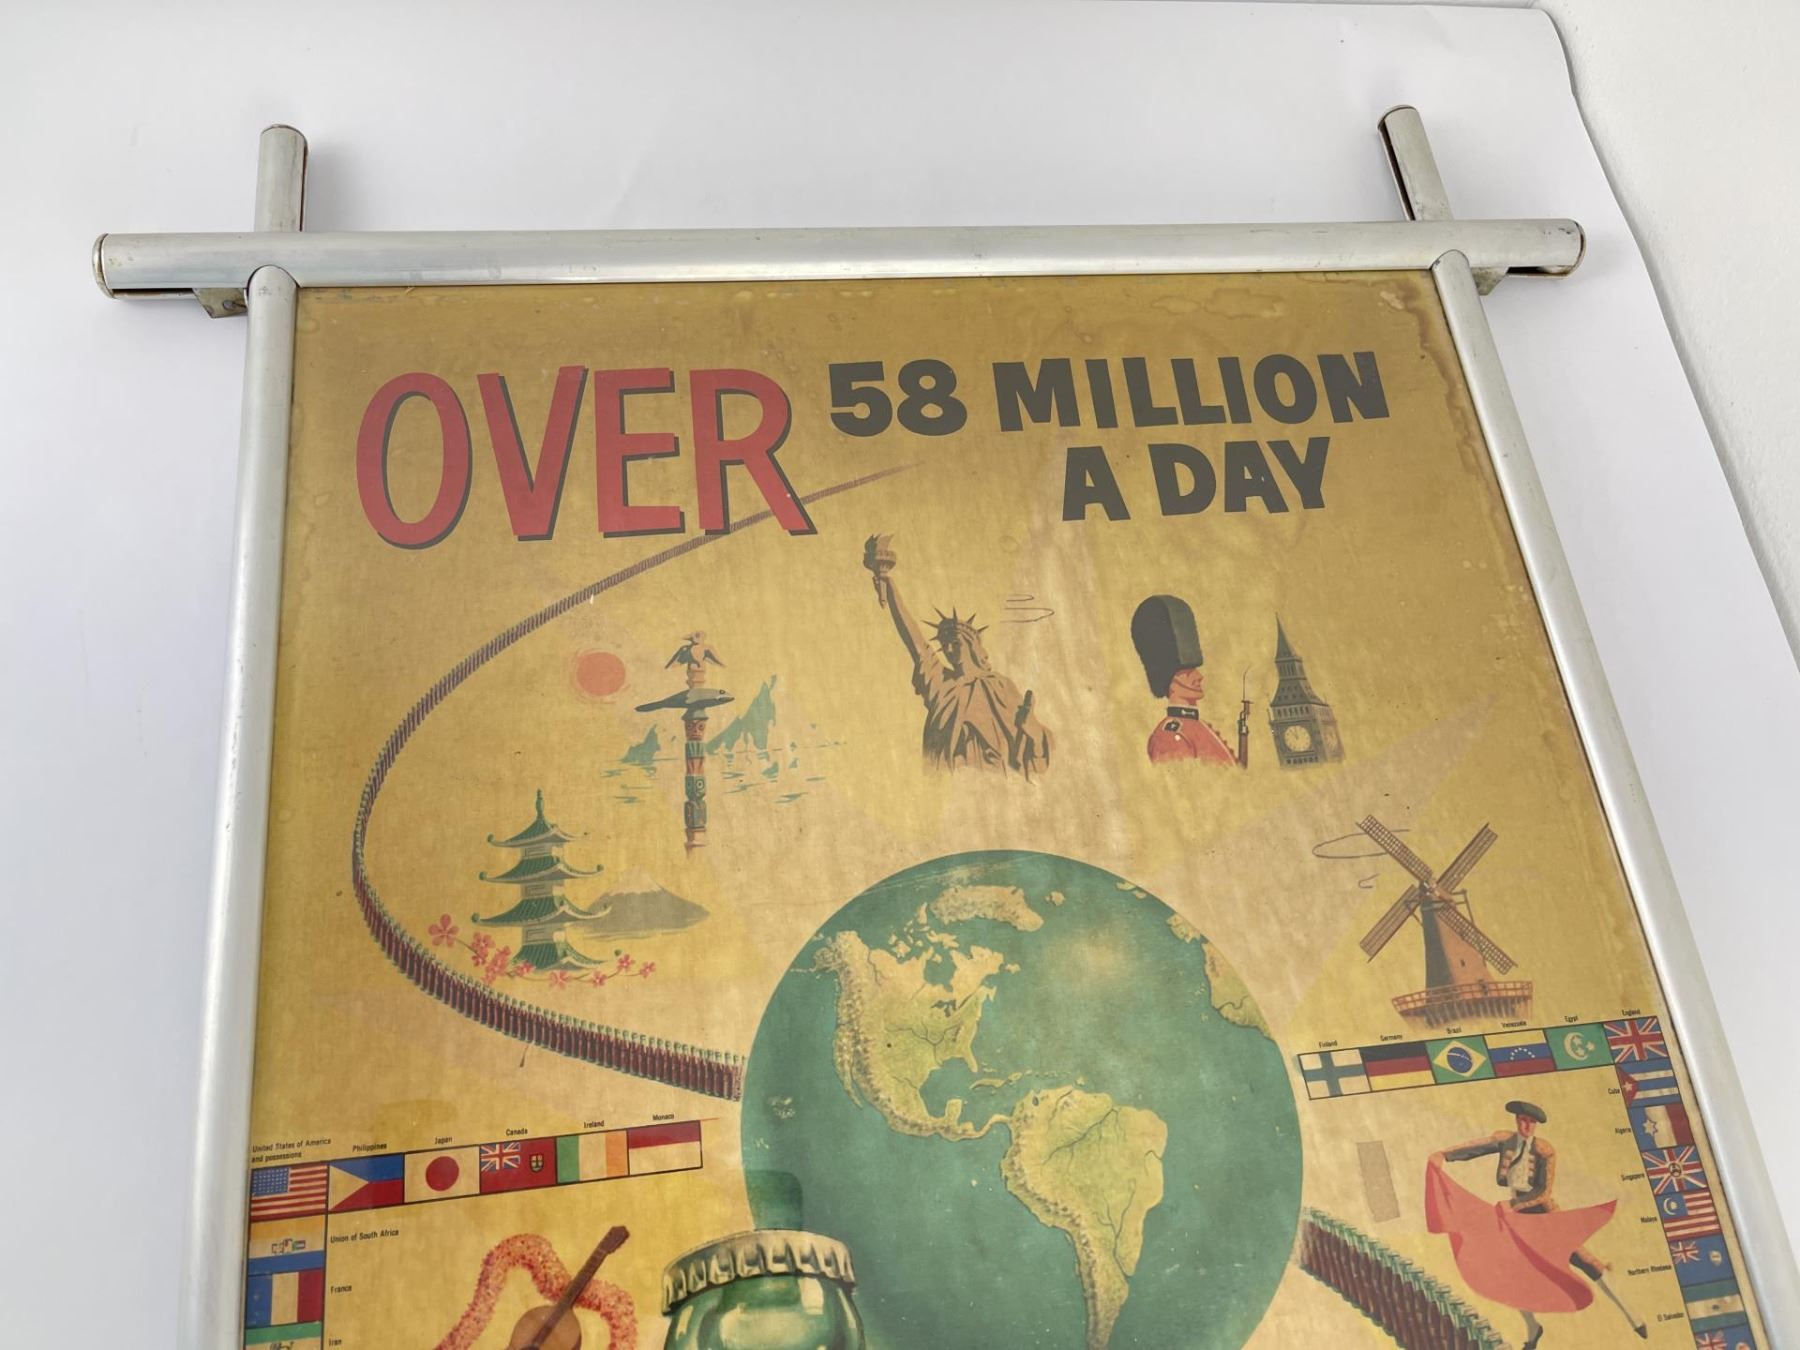 OVER 58 MILLION
A DAY
Finland Germany Brazil Venezuela Egypt England
Cuba
Algeria
Singapore
Malaya
Northern Rhodesia
El Salvador
United States of America
and possessions
Philippines Japan Canada Ireland Monaco
Union of South Africa
France
Iran